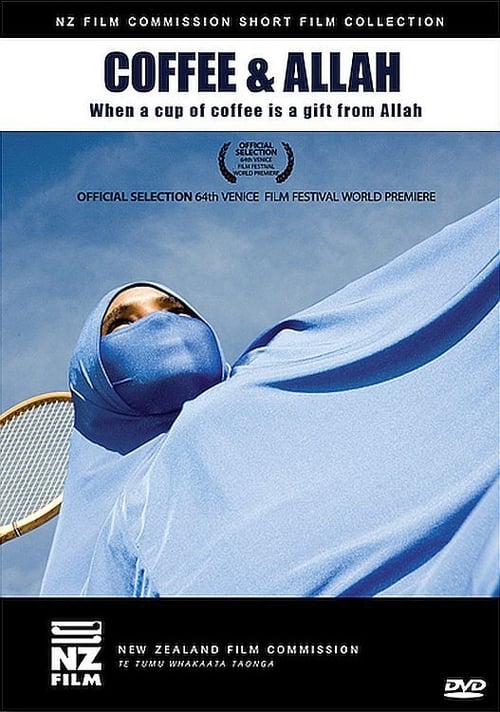 NZ FILM COMMISSION SHORT FILM COLLECTION
COFFEE & ALLAH
When a cup of coffee is a gift from Allah
OFFICIAL
SELECTION
64th VENICE
FILM FESTIVAL
WORLD PREMIERE
OFFICIAL SELECTION 64th VENICE FILM FESTIVAL WORLD PREMIERE
NZ
FILM
NEW ZEALAND FILM COMMISSION
TE TUMU WHAKAATA TAONGA
DVD